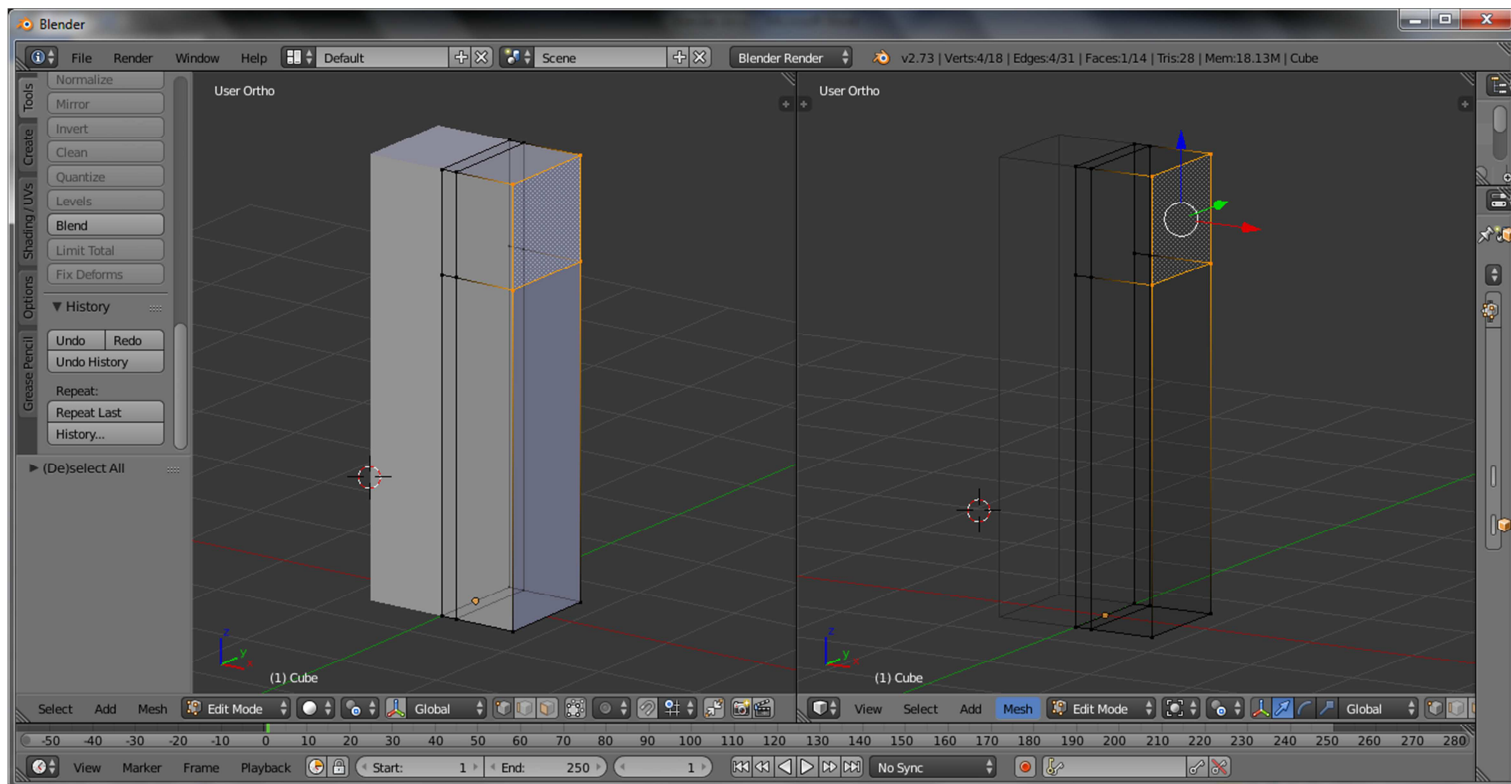 Blender
File Render Window Help Default Scene Blender Render v2.73 | Verts:4/18 | Edges:4/31 | Faces:1/14 | Tris:28 | Mem:18.13M | Cube
Tools
Create
Shading / UVs
Options
Grease Pencil
Normalize
Mirror
Invert
Clean
Quantize
Levels
Blend
Limit Total
Fix Deforms
▼ History
Undo Redo
Undo History
Repeat:
Repeat Last
History...
▶ (De)select All
User Ortho
z
y
x
(1) Cube
User Ortho
z
y
x
(1) Cube
Select Add Mesh Edit Mode Global
View Select Add Mesh Edit Mode Global
-50 -40 -30 -20 -10 0 10 20 30 40 50 60 70 80 90 100 110 120 130 140 150 160 170 180 190 200 210 220 230 240 250 260 270 280
View Marker Frame Playback Start: 1 End: 250 1 No Sync